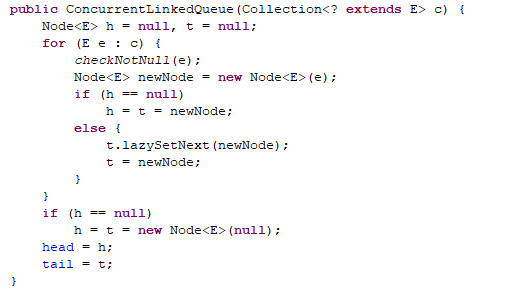 public ConcurrentLinkedQueue(Collection<? extends E> c) {
    Node<E> h = null, t = null;
    for (E e : c) {
        checkNotNull(e);
        Node<E> newNode = new Node<E>(e);
        if (h == null)
            h = t = newNode;
        else {
            t.lazySetNext(newNode);
            t = newNode;
        }
    }
    if (h == null)
        h = t = new Node<E>(null);
    head = h;
    tail = t;
}